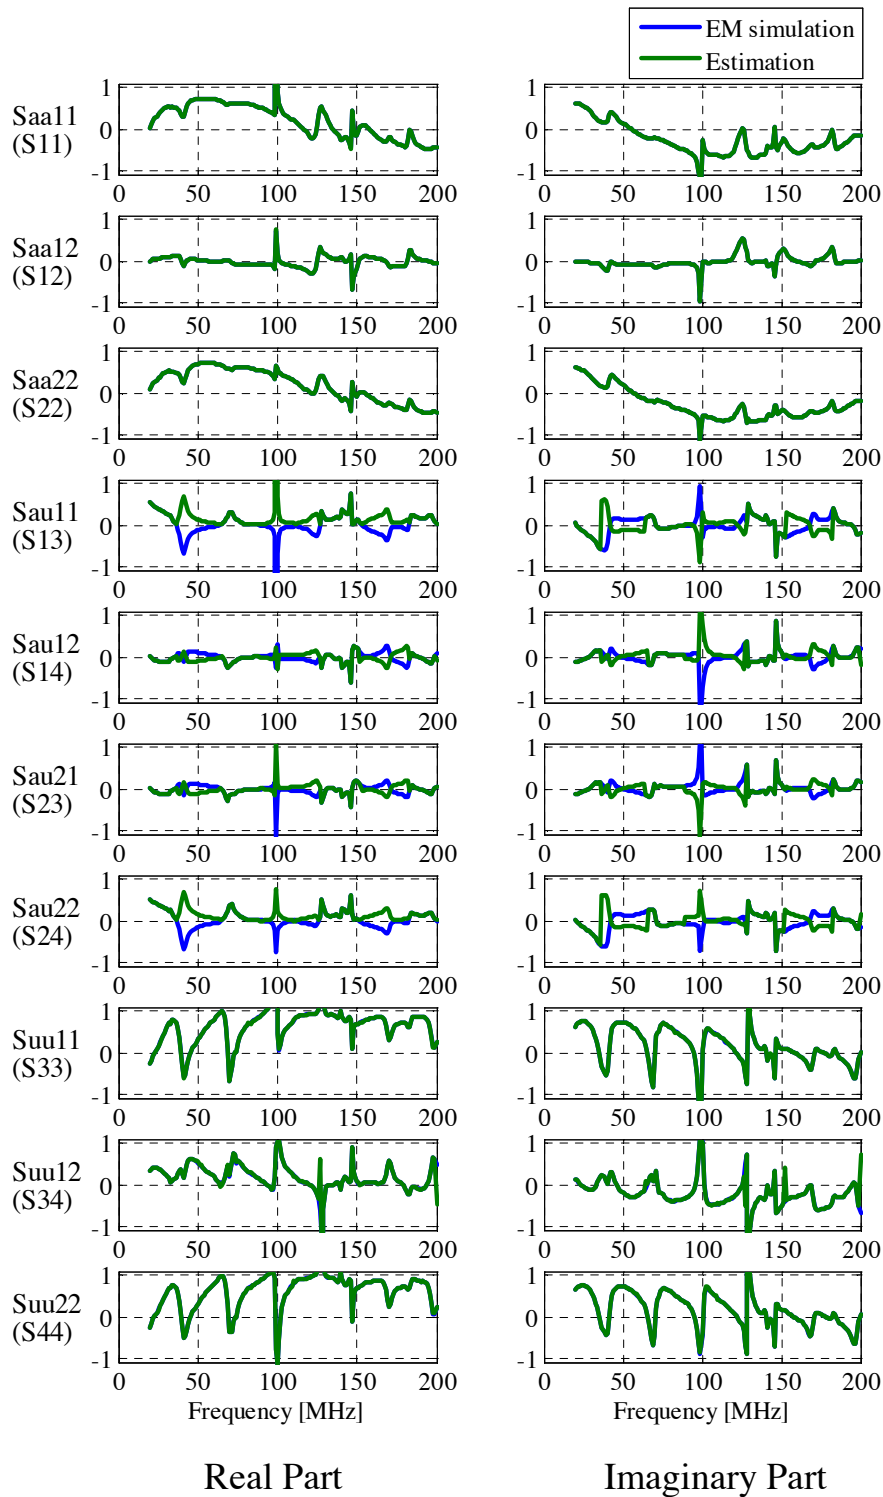 EM simulation
Estimation
Saa11
(S11)
1
0
-1
0 50 100 150 200
1
0
-1
0 50 100 150 200
Saa12
(S12)
1
0
-1
0 50 100 150 200
1
0
-1
0 50 100 150 200
Saa22
(S22)
1
0
-1
0 50 100 150 200
1
0
-1
0 50 100 150 200
Sau11
(S13)
1
0
-1
0 50 100 150 200
1
0
-1
0 50 100 150 200
Sau12
(S14)
1
0
-1
0 50 100 150 200
1
0
-1
0 50 100 150 200
Sau21
(S23)
1
0
-1
0 50 100 150 200
1
0
-1
0 50 100 150 200
Sau22
(S24)
1
0
-1
0 50 100 150 200
1
0
-1
0 50 100 150 200
Suu11
(S33)
1
0
-1
0 50 100 150 200
1
0
-1
0 50 100 150 200
Suu12
(S34)
1
0
-1
0 50 100 150 200
1
0
-1
0 50 100 150 200
Suu22
(S44)
1
0
-1
0 50 100 150 200
Frequency [MHz]
1
0
-1
0 50 100 150 200
Frequency [MHz]
Real Part
Imaginary Part